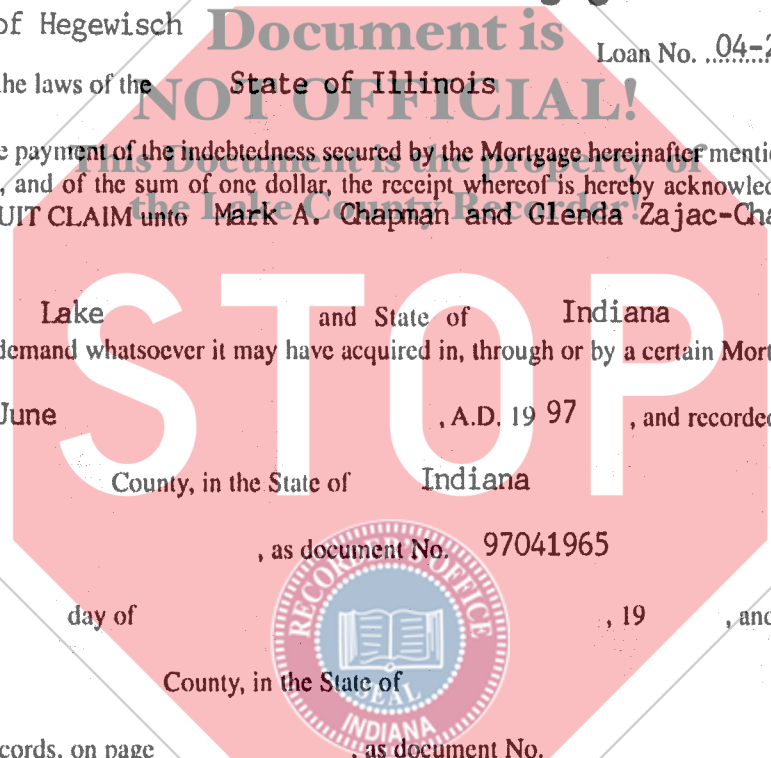 of Hegewisch
Document is
Loan No. 04-2
the laws of the State of Illinois
NOT OFFICIAL!
e payment of the indebtedness secured by the Mortgage hereinafter mentio
This Document is the property of
, and of the sum of one dollar, the receipt whereof is hereby acknowled
the Lake County Recorder!
UIT CLAIM unto Mark A. Chapman and Glenda Zajac-Cha
Lake and State of Indiana
demand whatsoever it may have acquired in, through or by a certain Mort
STOP
June , A.D. 19 97 , and recorded
County, in the State of Indiana
, as document No. 97041965
RECORDER'S OFFICE
day of , 19 , and
County, in the State of
SEAL
INDIANA
cords, on page , as document No.